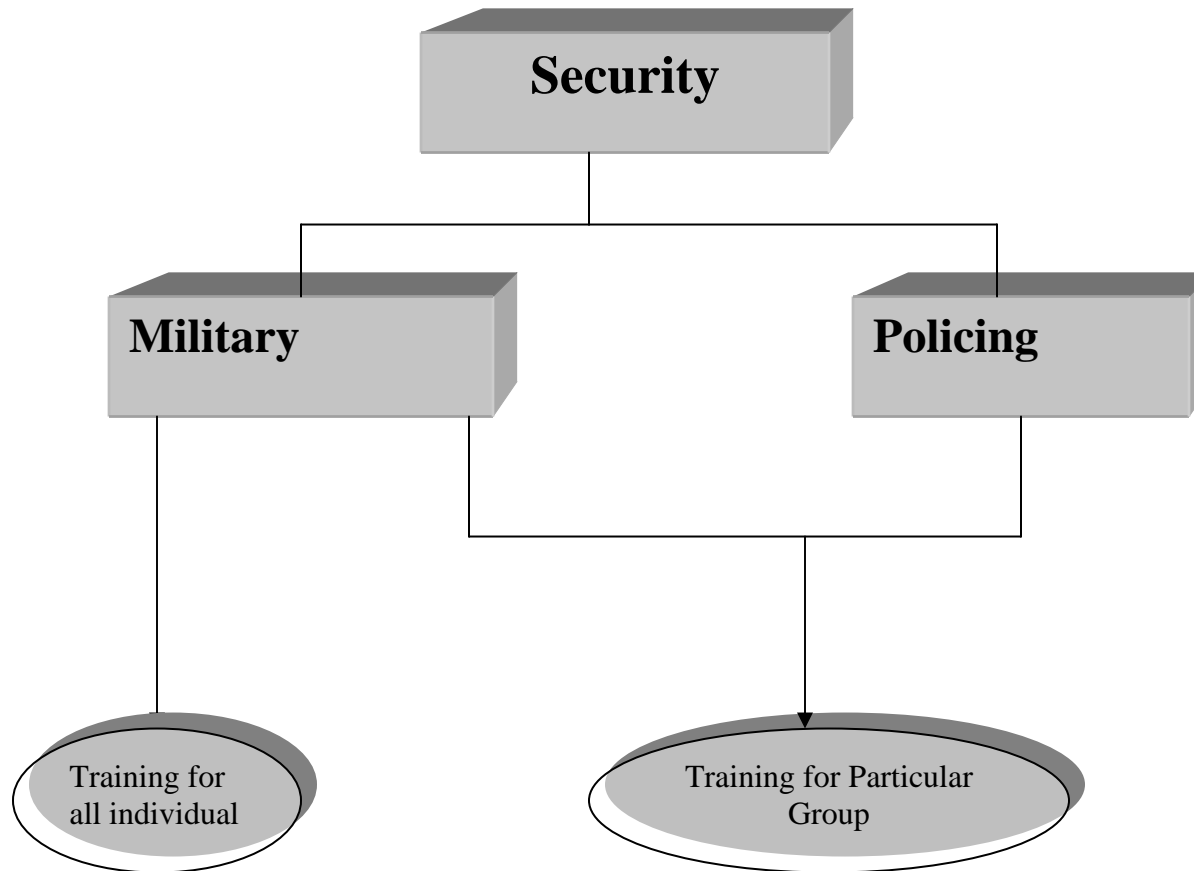 Security
Military
Policing
Training for
all individual
Training for Particular
Group